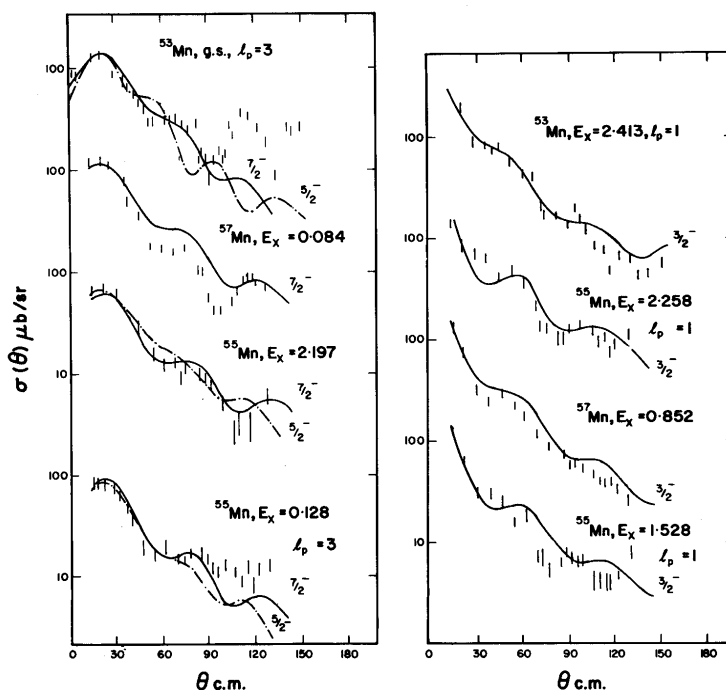 σ(θ) μb/sr
100
100
10
100
10
⁵³Mn, g.s., ℓp=3
7/2⁻
5/2⁻
⁵⁷Mn, Ex=0·084
7/2⁻
⁵⁵Mn, Ex=2·197
7/2⁻
5/2⁻
⁵⁵Mn, Ex=0·128
ℓp=3
7/2⁻
5/2⁻
0 30 60 90 120 150 180
θ c.m.
100
100
100
100
10
⁵³Mn, Ex=2·413, ℓp=1
3/2⁻
⁵⁵Mn, Ex=2·258
ℓp=1
3/2⁻
⁵⁷Mn, Ex=0·852
3/2⁻
⁵⁵Mn, Ex=1·528
ℓp=1
3/2⁻
0 30 60 90 120 150 190
θ c.m.